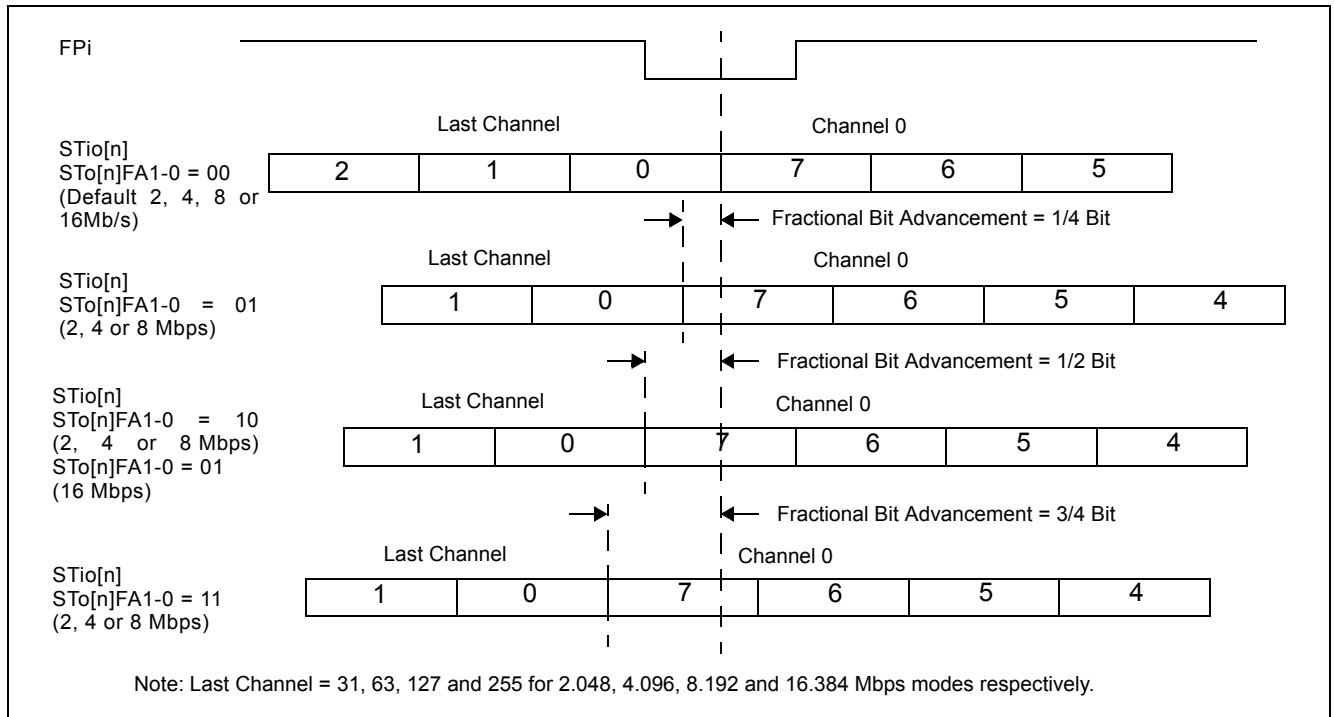 FPi
Last Channel Channel 0
STio[n]
STo[n]FA1-0 = 00
(Default 2, 4, 8 or
16Mb/s)
2 1 0 7 6 5
Fractional Bit Advancement = 1/4 Bit
Last Channel Channel 0
STio[n]
STo[n]FA1-0 = 01
(2, 4 or 8 Mbps)
1 0 7 6 5 4
Fractional Bit Advancement = 1/2 Bit
Last Channel Channel 0
STio[n]
STo[n]FA1-0 = 10
(2, 4 or 8 Mbps)
STo[n]FA1-0 = 01
(16 Mbps)
1 0 7 6 5 4
Fractional Bit Advancement = 3/4 Bit
Last Channel Channel 0
STio[n]
STo[n]FA1-0 = 11
(2, 4 or 8 Mbps)
1 0 7 6 5 4
Note: Last Channel = 31, 63, 127 and 255 for 2.048, 4.096, 8.192 and 16.384 Mbps modes respectively.